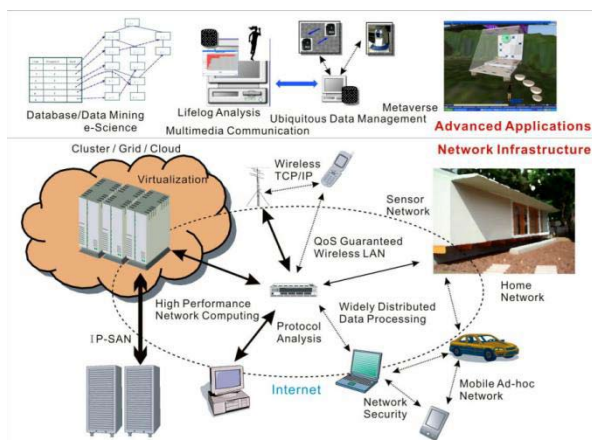 Database/Data Mining
e-Science
Lifelog Analysis
Multimedia Communication
Ubiquitous Data Management
Metaverse
Advanced Applications
Network Infrastructure
Cluster / Grid / Cloud
Virtualization
Wireless
TCP/IP
Sensor
Network
QoS Guaranteed
Wireless LAN
Home
Network
High Performance
Network Computing
Protocol
Analysis
Widely Distributed
Data Processing
IP-SAN
Internet
Network
Security
Mobile Ad-hoc
Network